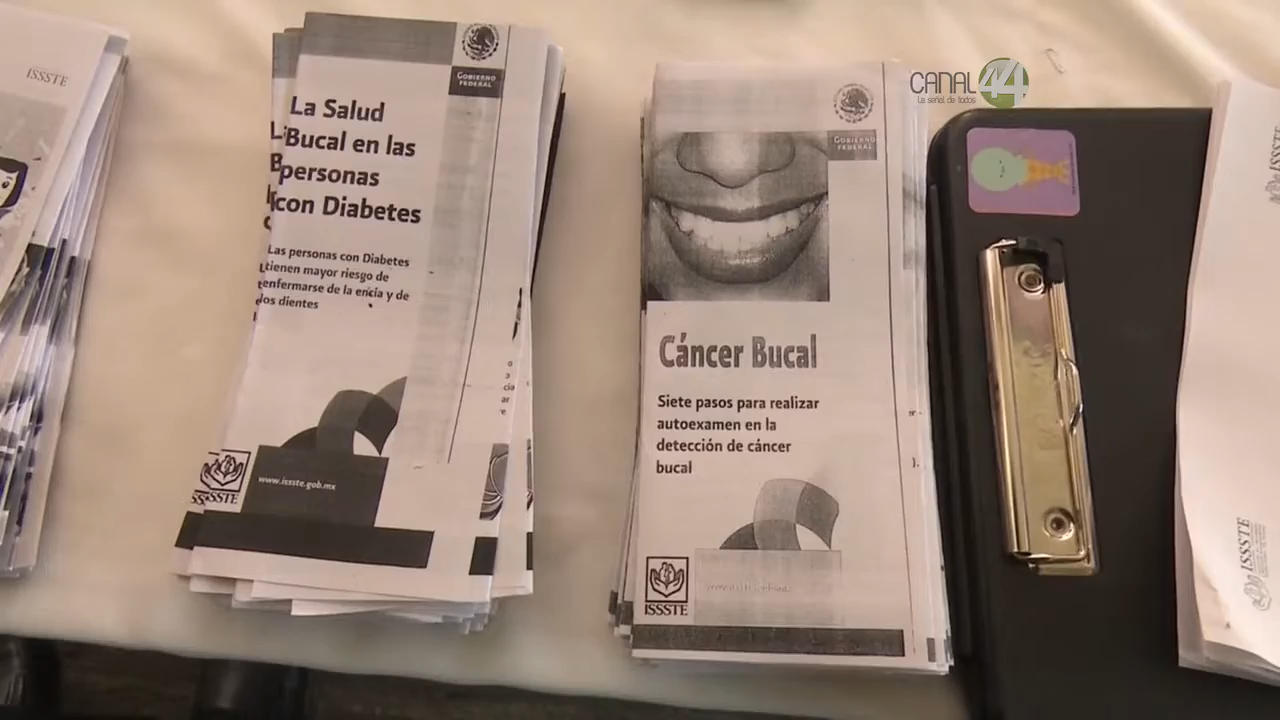 ISSSTE
GOBIERNO
FEDERAL
La Salud
Bucal en las
personas
con Diabetes
Las personas con Diabetes
tienen mayor riesgo de
enfermarse de la encía y de
los dientes
www.issste.gob.mx
ISSSTE
GOBIERNO
FEDERAL
Cáncer Bucal
Siete pasos para realizar
autoexamen en la
detección de cáncer
bucal
ISSSTE
CANAL 44
La señal de todos
ISSSTE